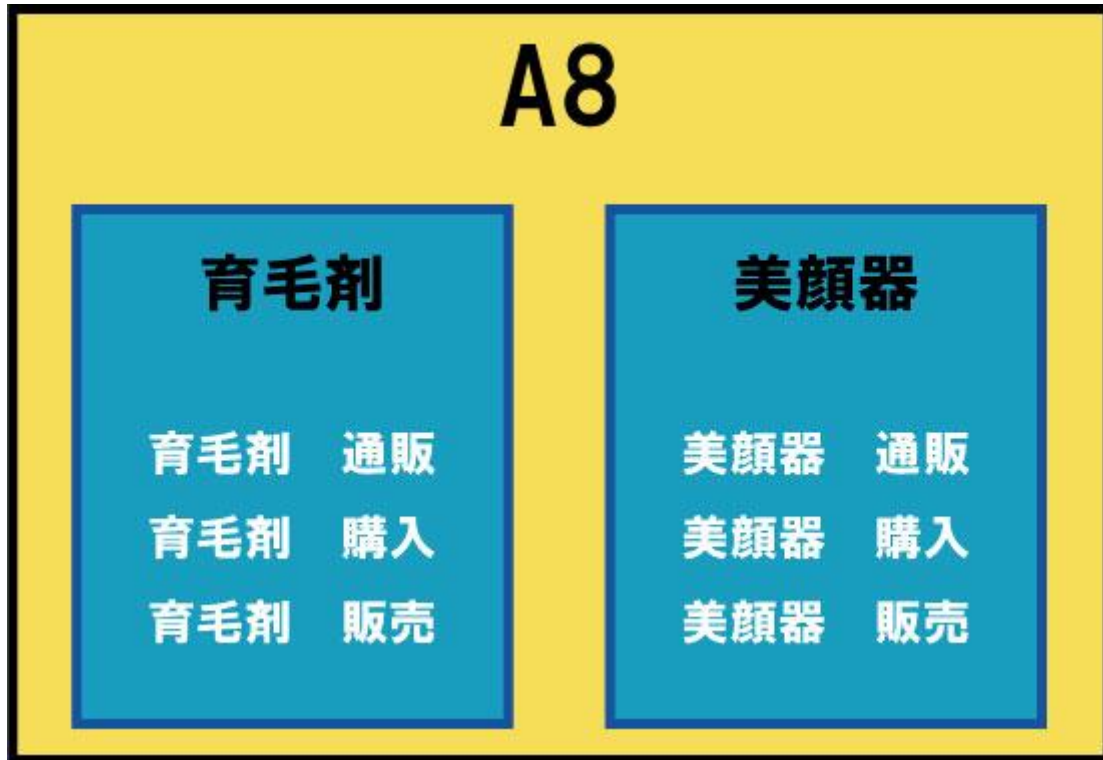 A8
育毛剤
育毛剤　通販
育毛剤　購入
育毛剤　販売
美顔器
美顔器　通販
美顔器　購入
美顔器　販売